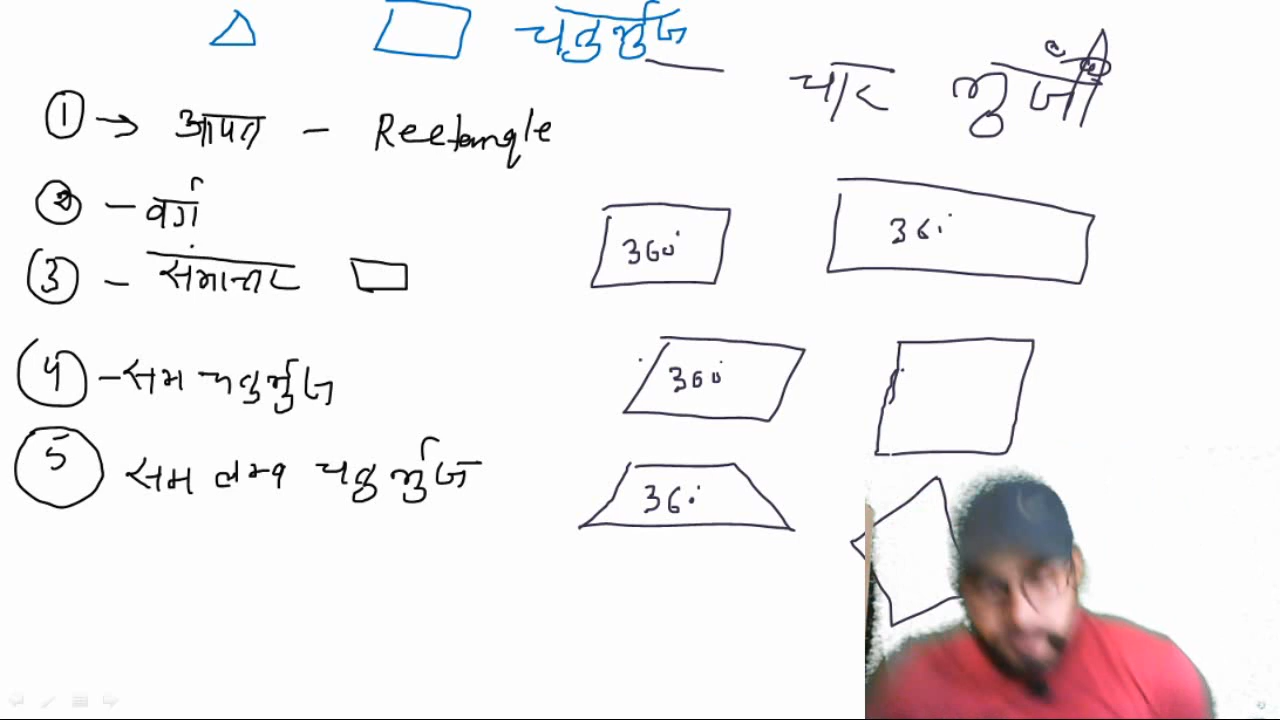 चतुर्भुज
चार भुजाओं
① → आयत - Rectangle
② - वर्ग
③ - समान्तर
360°
36°
④ - सम चतुर्भुज
360°
⑤ सम लम्ब चतुर्भुज
36°